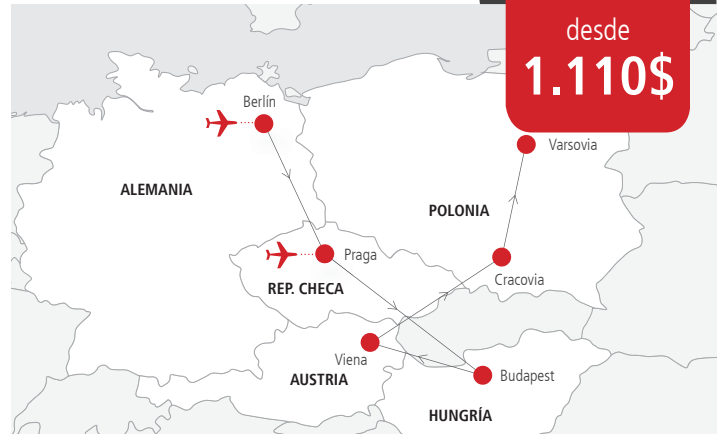 desde
1.110$
Berlín
Varsovia
ALEMANIA
POLONIA
Praga
Cracovia
REP. CHECA
Viena
AUSTRIA
Budapest
HUNGRÍA